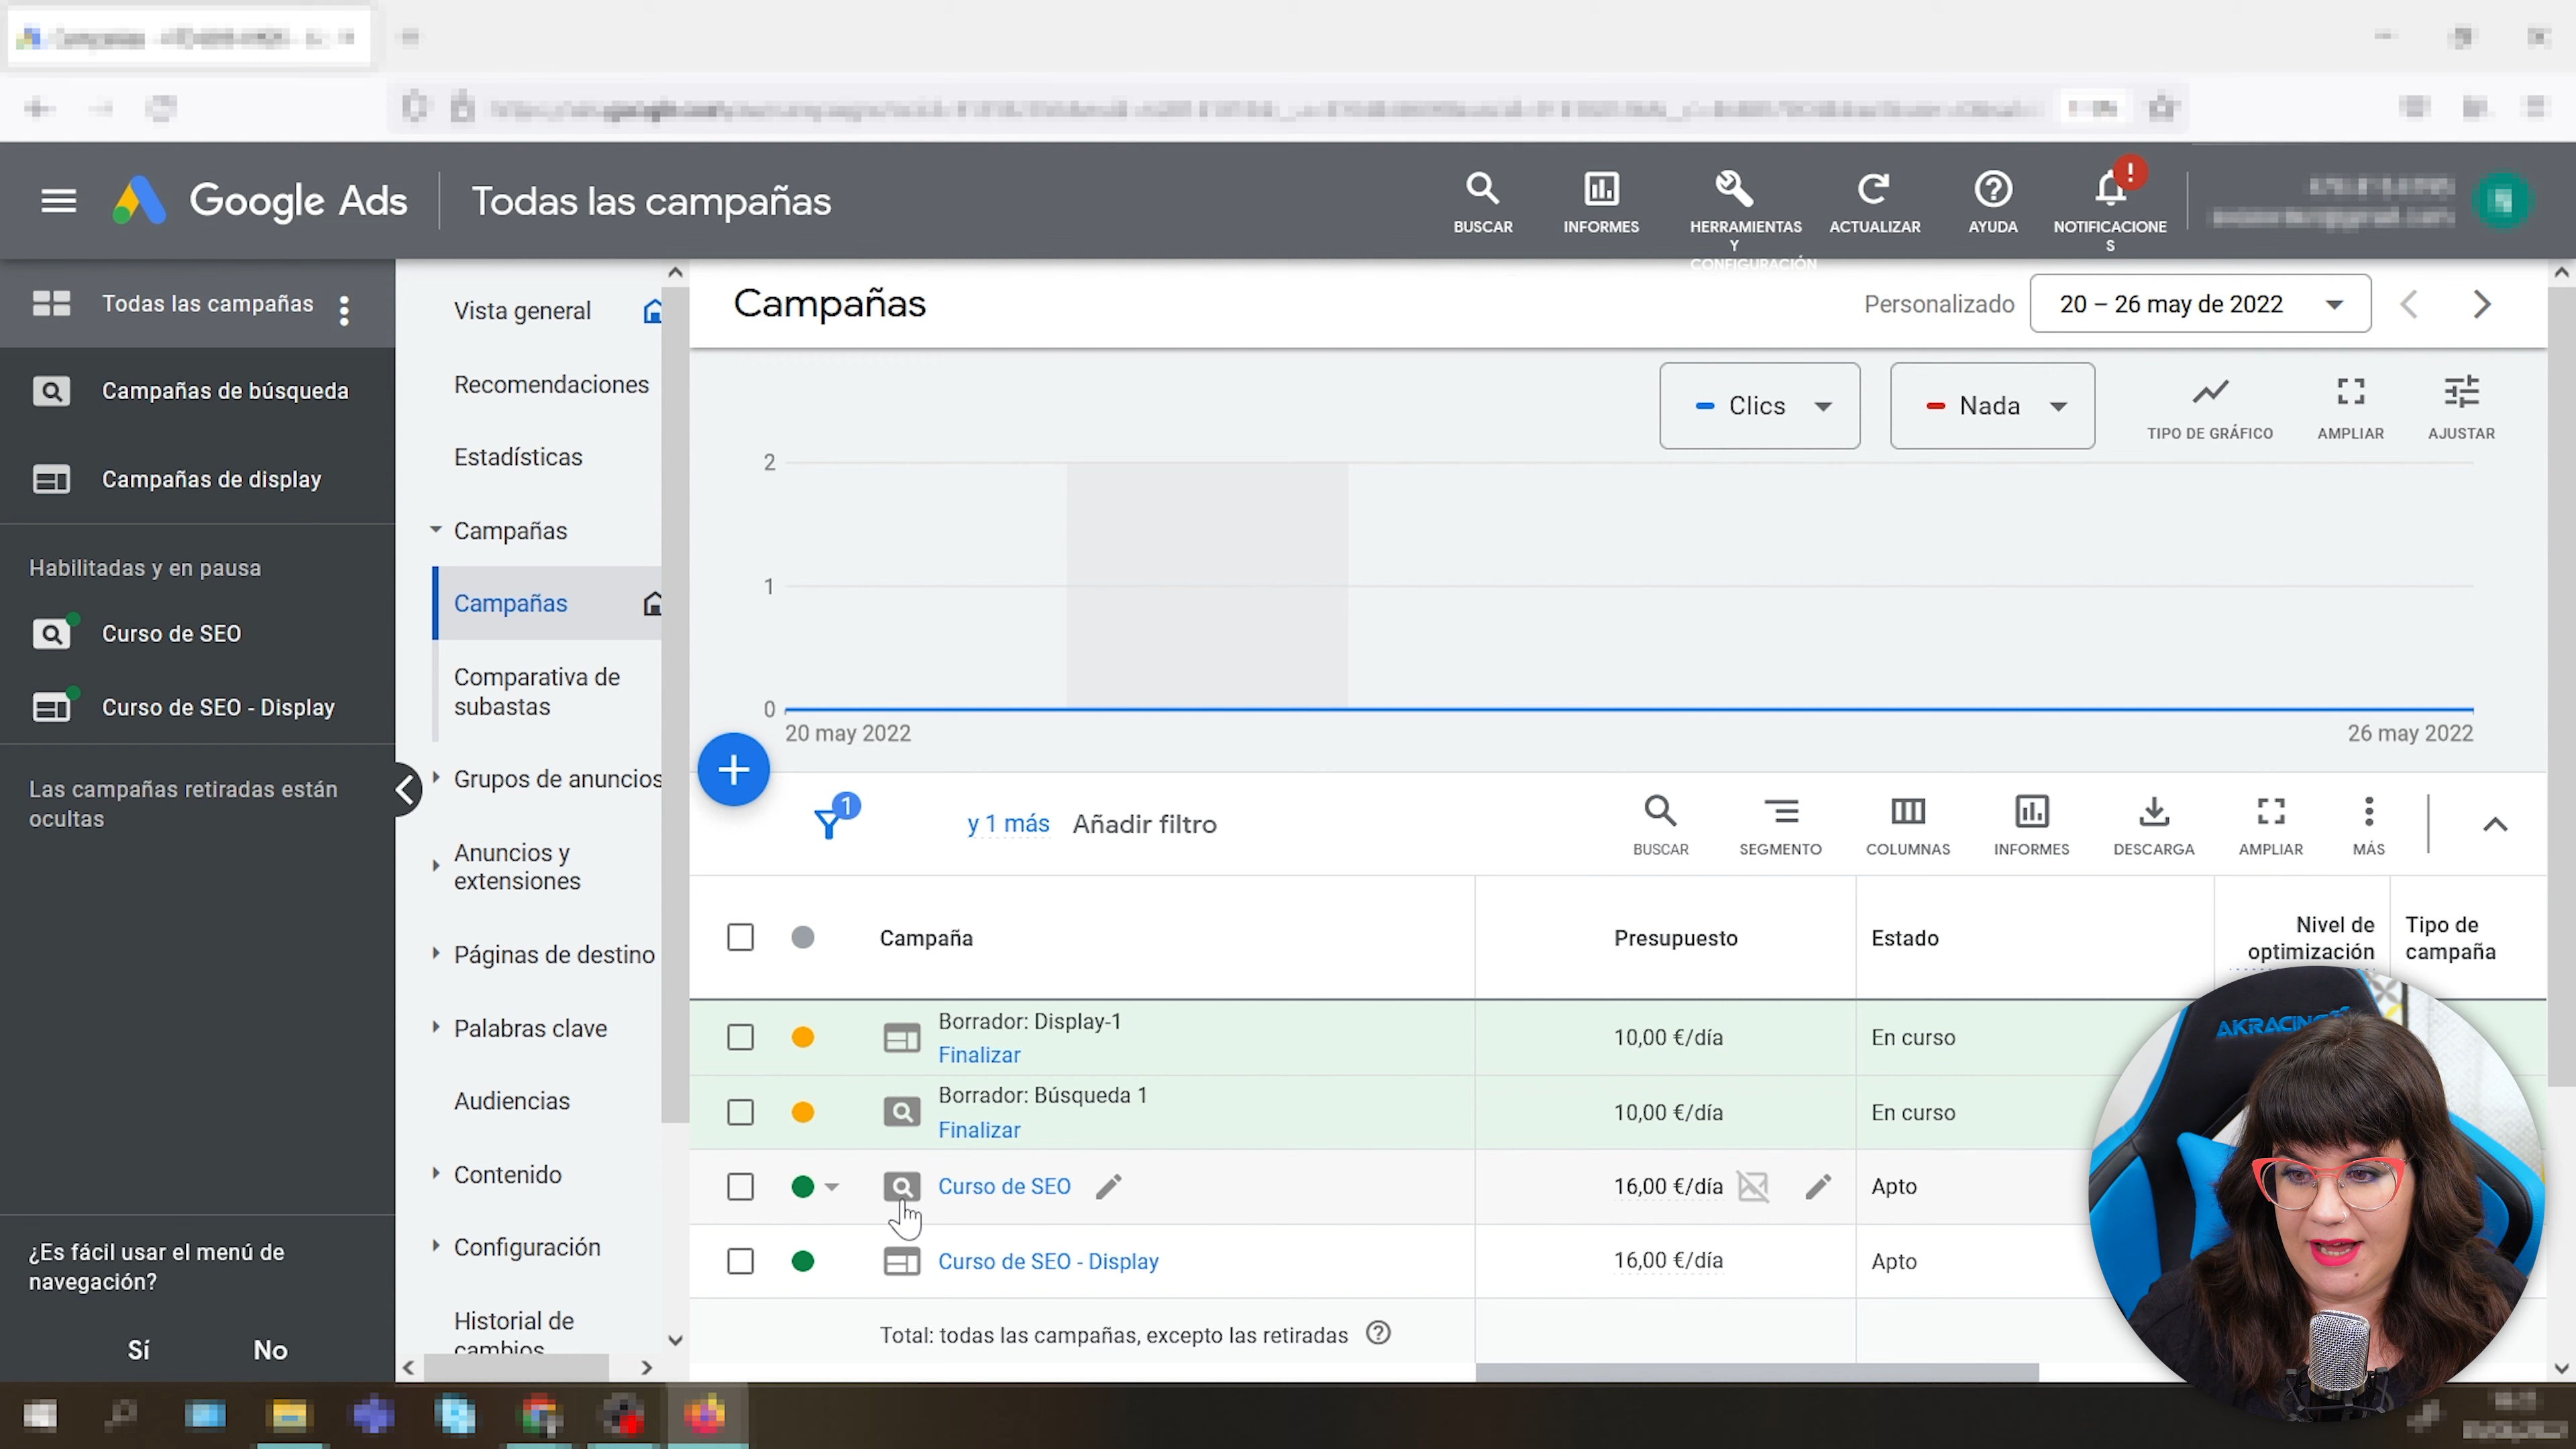 Google Ads
Todas las campañas
BUSCAR
INFORMES
HERRAMIENTAS
Y
CONFIGURACIÓN
ACTUALIZAR
AYUDA
NOTIFICACIONE
S
!
Todas las campañas
Campañas de búsqueda
Campañas de display
Habilitadas y en pausa
Curso de SEO
Curso de SEO - Display
Las campañas retiradas están
ocultas
¿Es fácil usar el menú de
navegación?
Sí No
Vista general
Recomendaciones
Estadísticas
Campañas
Campañas
Comparativa de
subastas
Grupos de anuncios
Anuncios y
extensiones
Páginas de destino
Palabras clave
Audiencias
Contenido
Configuración
Historial de
cambios
Campañas
Personalizado
20 – 26 may de 2022
Clics
Nada
TIPO DE GRÁFICO
AMPLIAR
AJUSTAR
2
1
0
20 may 2022
26 may 2022
1
y 1 más
Añadir filtro
BUSCAR
SEGMENTO
COLUMNAS
INFORMES
DESCARGA
AMPLIAR
MÁS
Campaña
Presupuesto
Estado
Nivel de
optimización
Tipo de
campaña
Borrador: Display-1
Finalizar
10,00 €/día
En curso
Borrador: Búsqueda 1
Finalizar
10,00 €/día
En curso
Curso de SEO
16,00 €/día
Apto
Curso de SEO - Display
16,00 €/día
Apto
Total: todas las campañas, excepto las retiradas
AKRACING